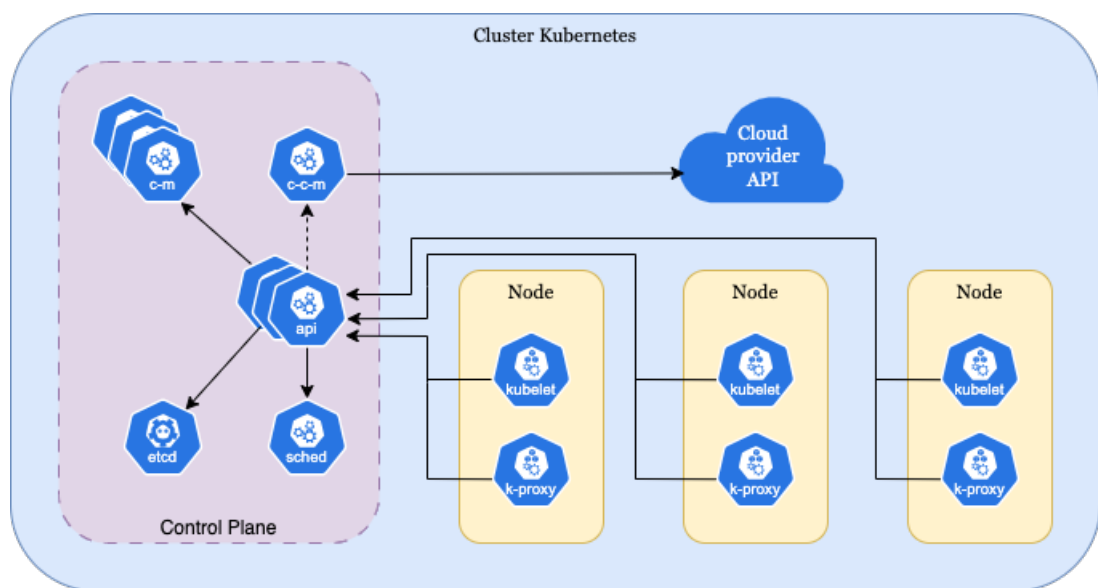 Cluster Kubernetes
c-m
c-c-m
Cloud
provider
API
api
etcd
sched
Control Plane
Node
kubelet
k-proxy
Node
kubelet
k-proxy
Node
kubelet
k-proxy